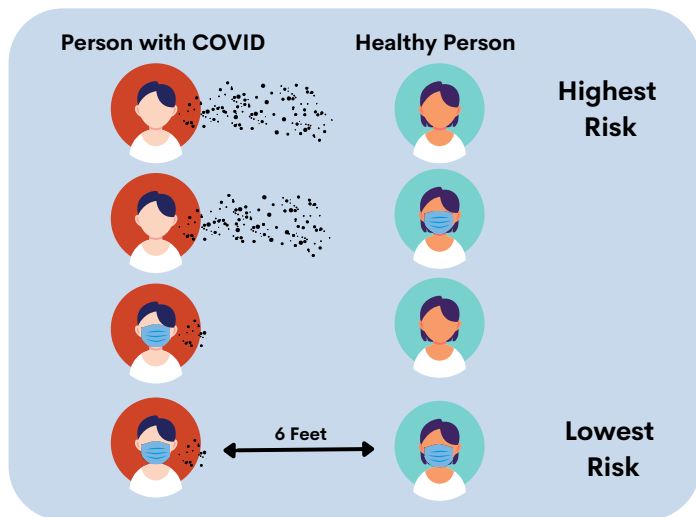 Person with COVID
Healthy Person
Highest
Risk
6 Feet
Lowest
Risk